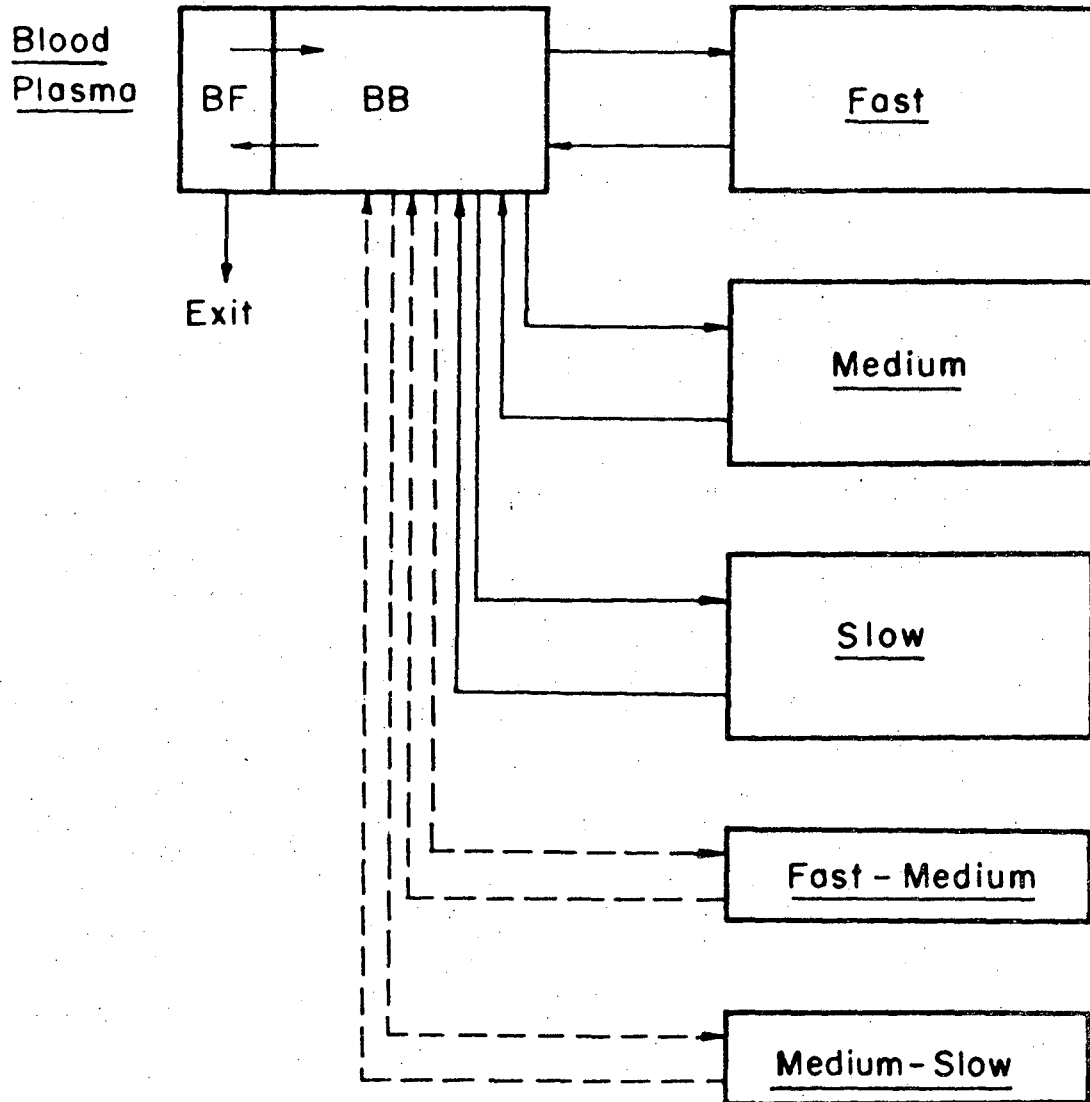 Blood
Plasma
BF
BB
Exit
Fast
Medium
Slow
Fast - Medium
Medium - Slow